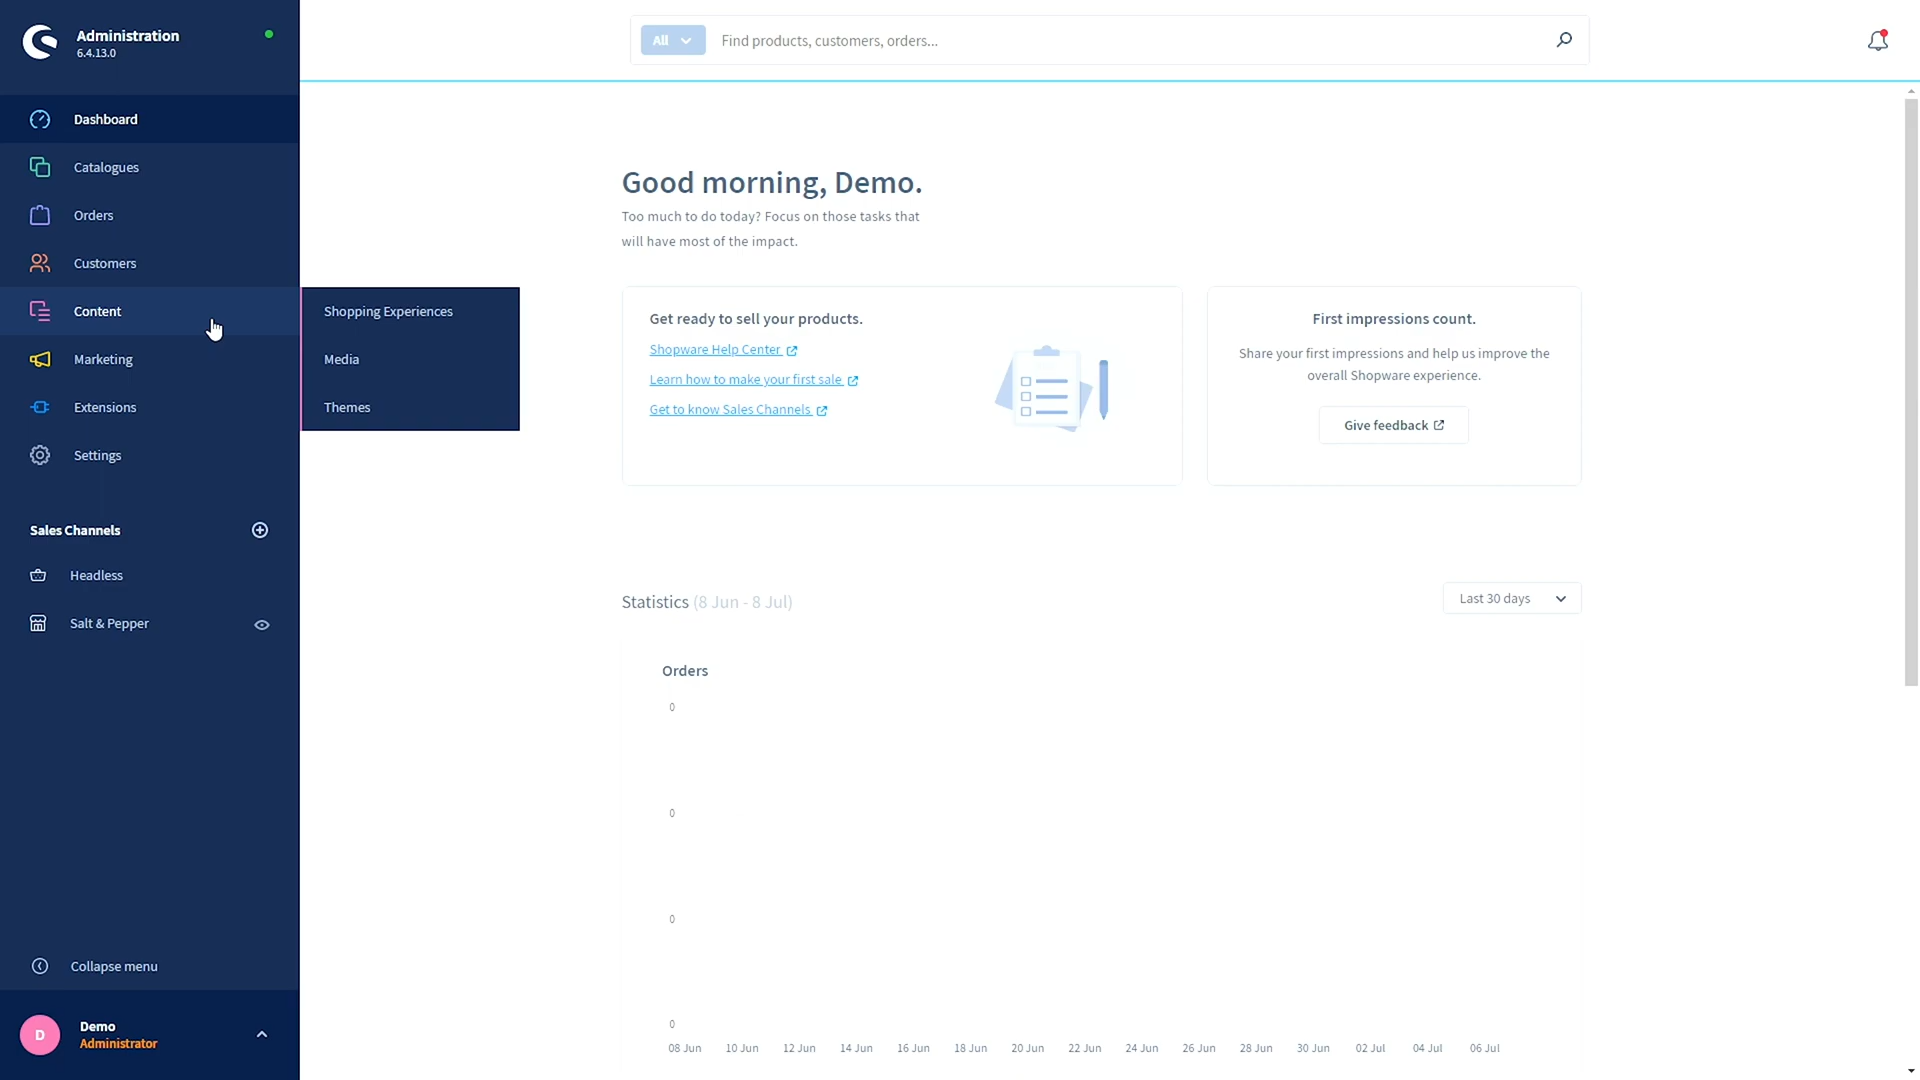 Administration
6.4.13.0
Dashboard
Catalogues
Orders
Customers
Content
Marketing
Extensions
Settings
Sales Channels
Headless
Salt & Pepper
Collapse menu
D
Demo
Administrator
Shopping Experiences
Media
Themes
All
Find products, customers, orders...
Good morning, Demo.
Too much to do today? Focus on those tasks that
will have most of the impact.
Get ready to sell your products.
Shopware Help Center
Learn how to make your first sale
Get to know Sales Channels
First impressions count.
Share your first impressions and help us improve the
overall Shopware experience.
Give feedback
Statistics (8 Jun - 8 Jul)
Last 30 days
Orders
0
0
0
0
08 Jun 10 Jun 12 Jun 14 Jun 16 Jun 18 Jun 20 Jun 22 Jun 24 Jun 26 Jun 28 Jun 30 Jun 02 Jul 04 Jul 06 Jul